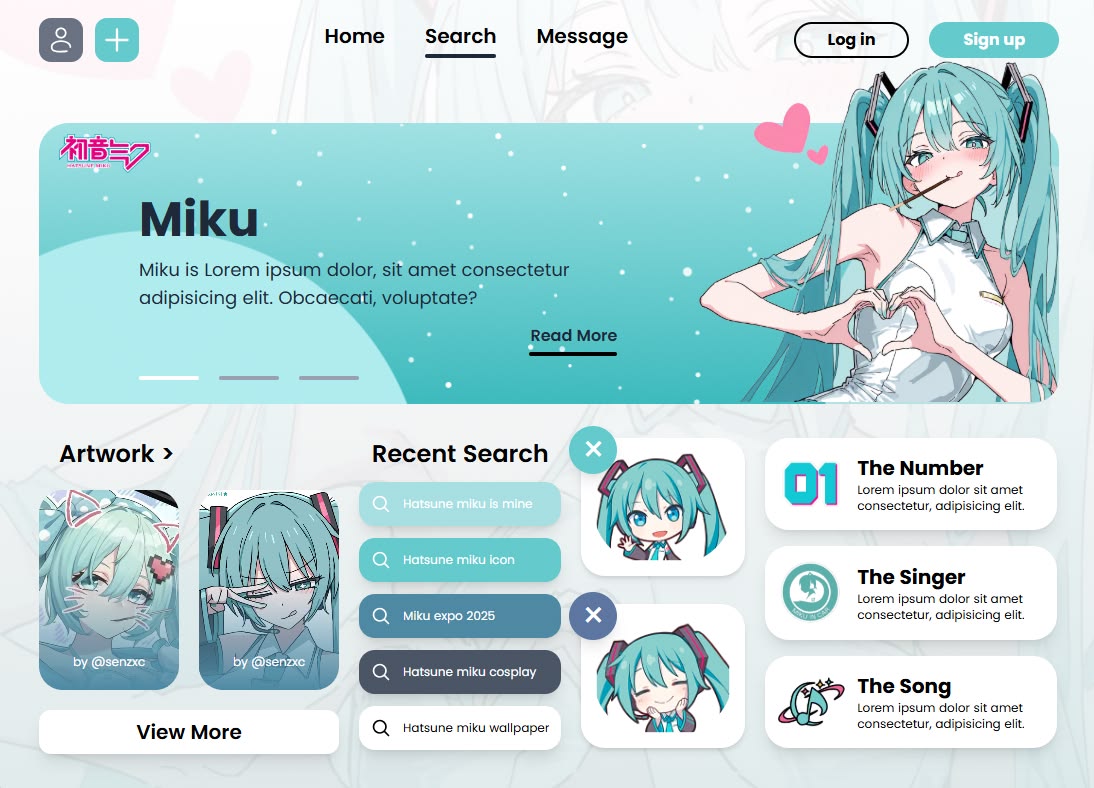 Home
Search
Message
Log in
Sign up
初音ミク
HATSUNE MIKU
Miku
Miku is Lorem ipsum dolor, sit amet consectetur
adipisicing elit. Obcaecati, voluptate?
Read More
Artwork >
by @senzxc
by @senzxc
View More
Recent Search
Hatsune miku is mine
Hatsune miku icon
Miku expo 2025
Hatsune miku cosplay
Hatsune miku wallpaper
01
The Number
Lorem ipsum dolor sit amet
consectetur, adipisicing elit.
The Singer
Lorem ipsum dolor sit amet
consectetur, adipisicing elit.
The Song
Lorem ipsum dolor sit amet
consectetur, adipisicing elit.